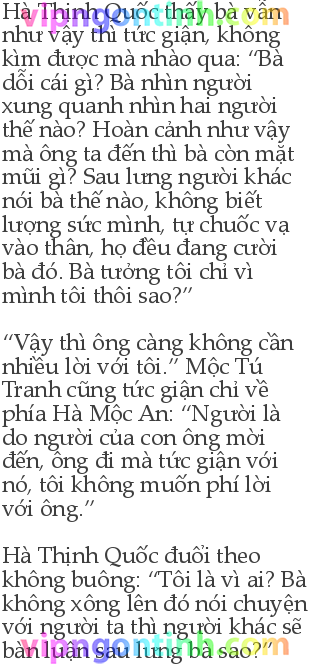 Hà Thịnh Quốc thấy bà vẫn
như vậy thì tức giận, không
kìm được mà nhào qua: “Bà
dỗi cái gì? Bà nhìn người
xung quanh nhìn hai người
thế nào? Hoàn cảnh như vậy
mà ông ta đến thì bà còn mặt
mũi gì? Sau lưng người khác
nói bà thế nào, không biết
lượng sức mình, tự chuốc vạ
vào thân, họ đều đang cười
bà đó. Bà tưởng tôi chỉ vì
mình tôi thôi sao?”
“Vậy thì ông càng không cần
nhiều lời với tôi.” Mộc Tú
Tranh cũng tức giận chỉ về
phía Hà Mộc An: “Người là
do người của con ông mời
đến, ông đi mà tức giận với
nó, tôi không muốn phí lời
với ông.”
Hà Thịnh Quốc đuổi theo
không buông: “Tôi là vì ai? Bà
không xông lên đó nói chuyện
với người ta thì người khác sẽ
bàn luận sau lưng bà sao?”
vipngontinh.com
vipngontinh.com